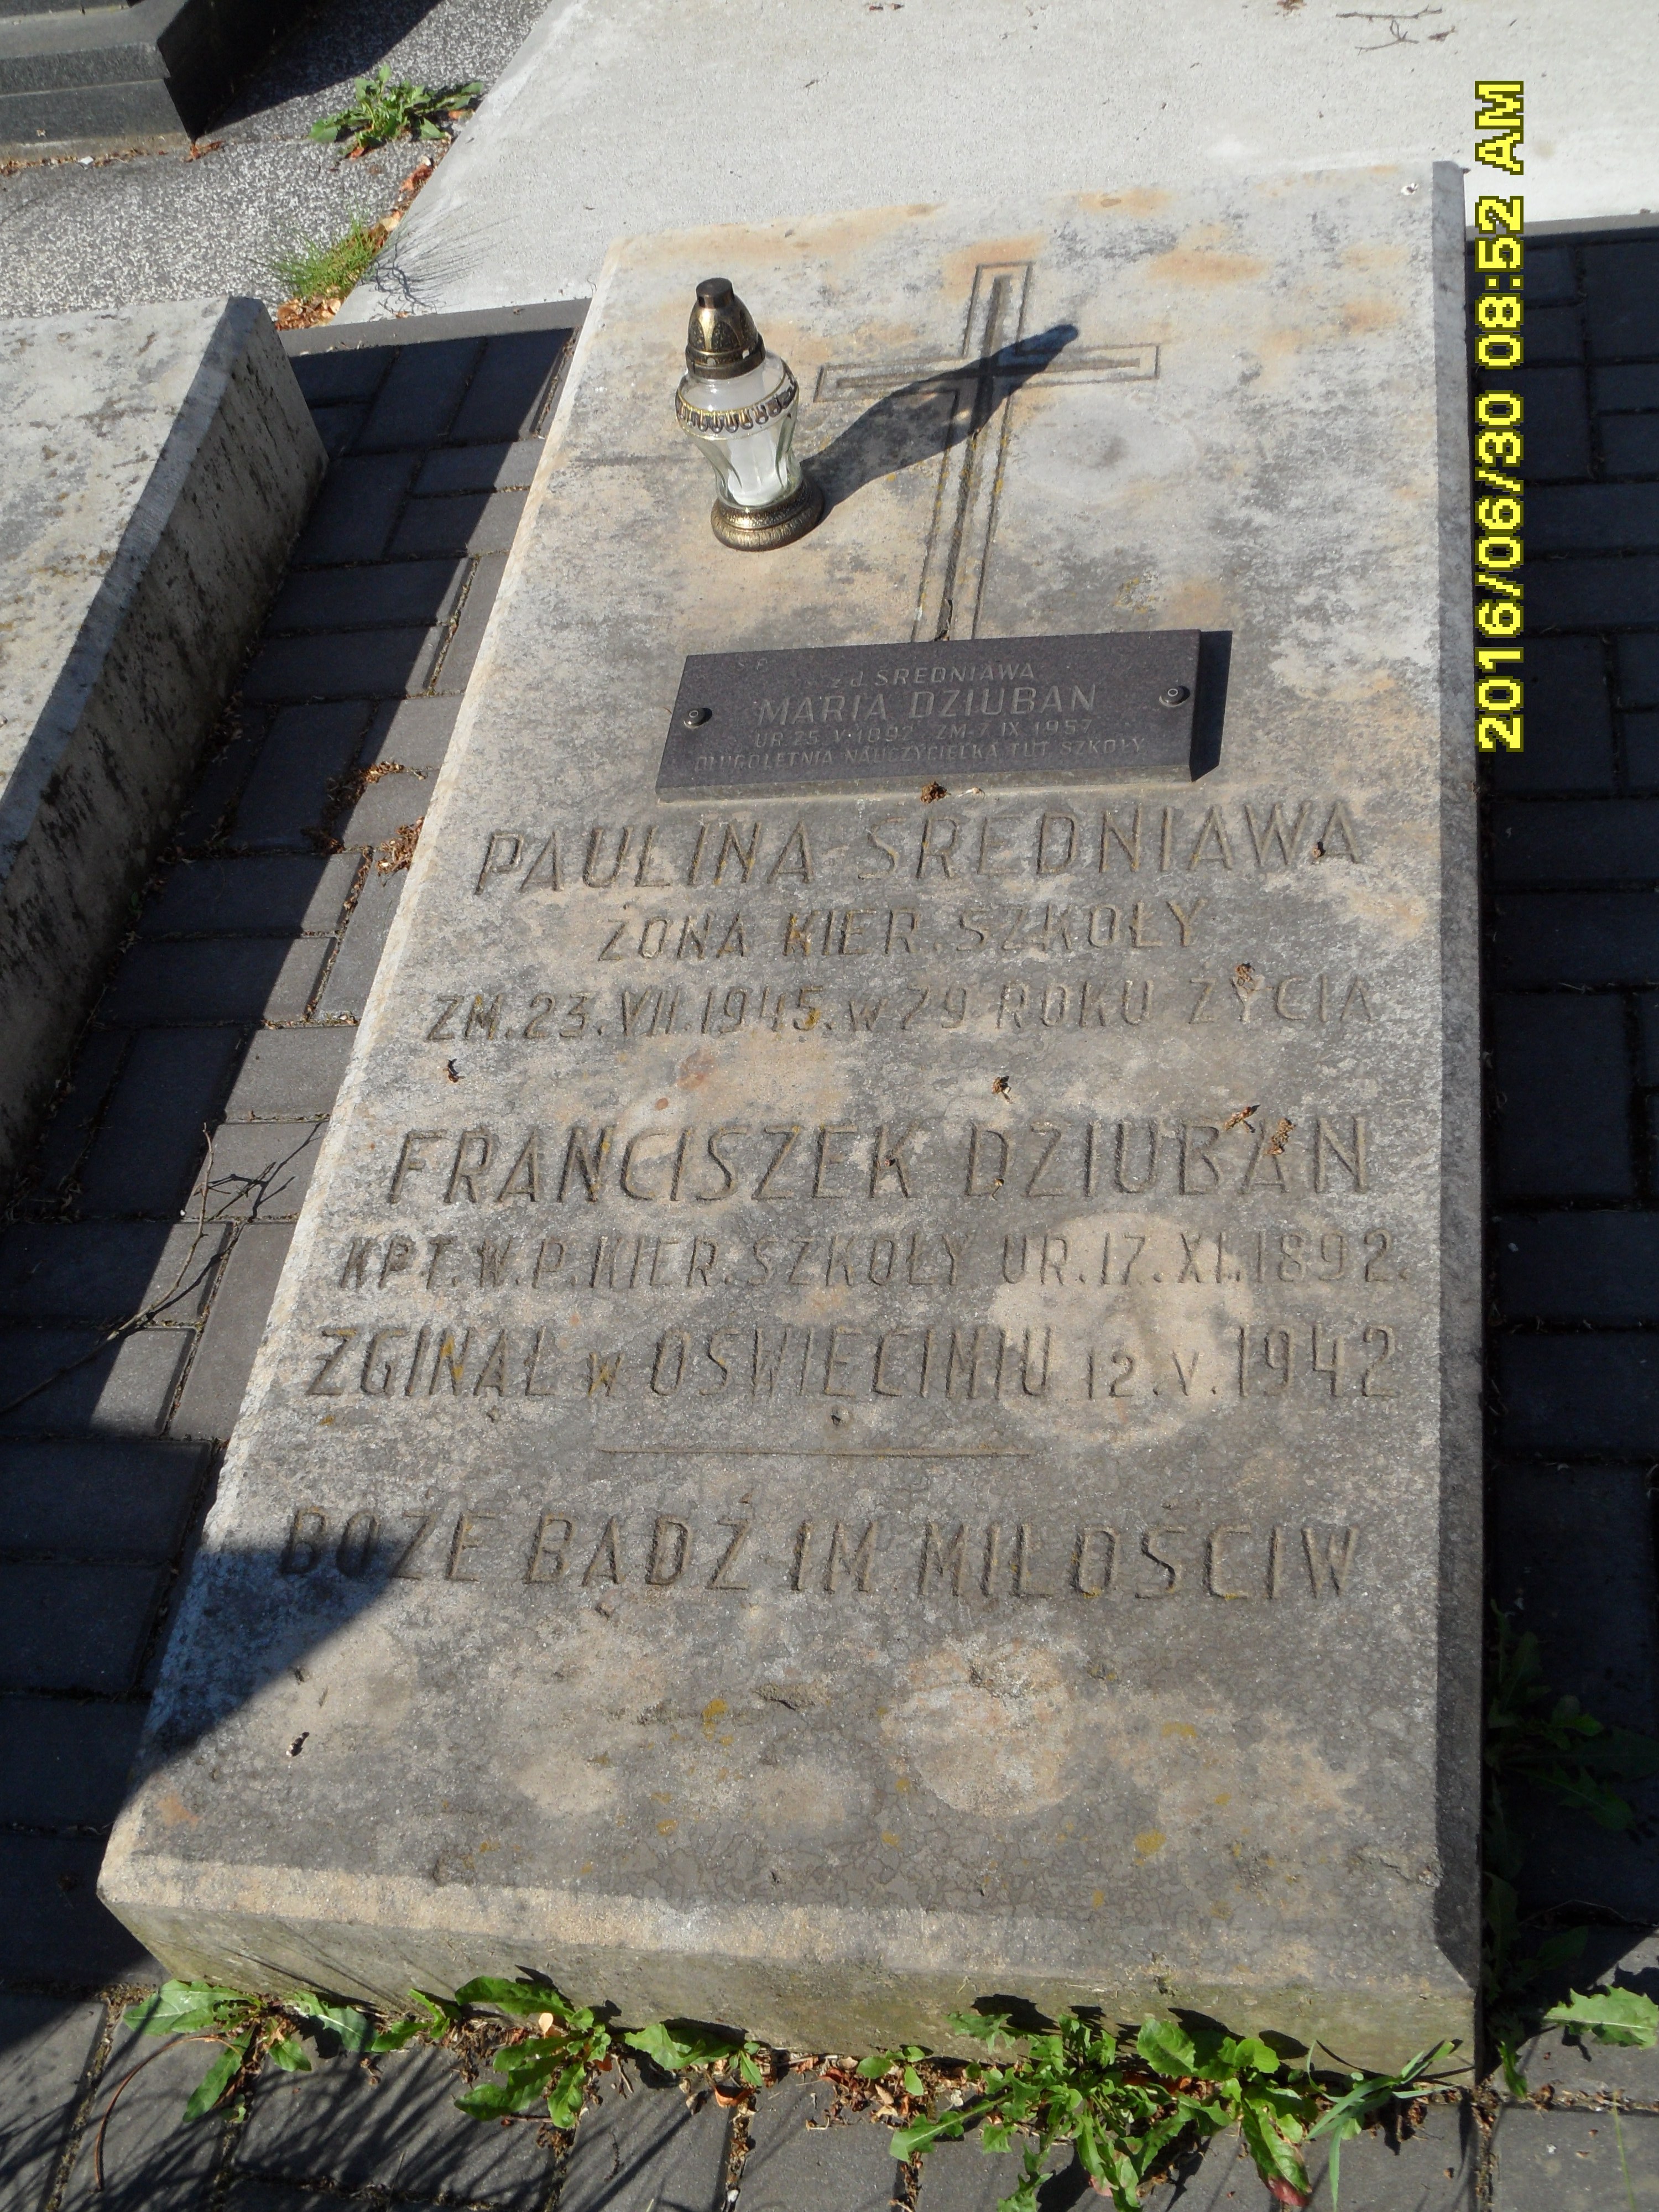 Ś.P.
z d. ŚREDNIAWA
MARIA DZIUBAN
UR. 25 V 1892 ZM. 7 IX 1957
DŁUGOLETNIA NAUCZYCIELKA TUT. SZKOŁY
PAULINA ŚREDNIAWA
ŻONA KIER. SZKOŁY
ZM. 23. VII. 1945. W 79 ROKU ŻYCIA
FRANCISZEK DZIUBAN
KPT. W. P. KIER. SZKOŁY UR. 17. XI. 1892.
ZGINĄŁ W OŚWIĘCIMIU 12. V. 1942
BOŻE BĄDŹ IM MIŁOŚCIW
2016/06/30 08:52 AM